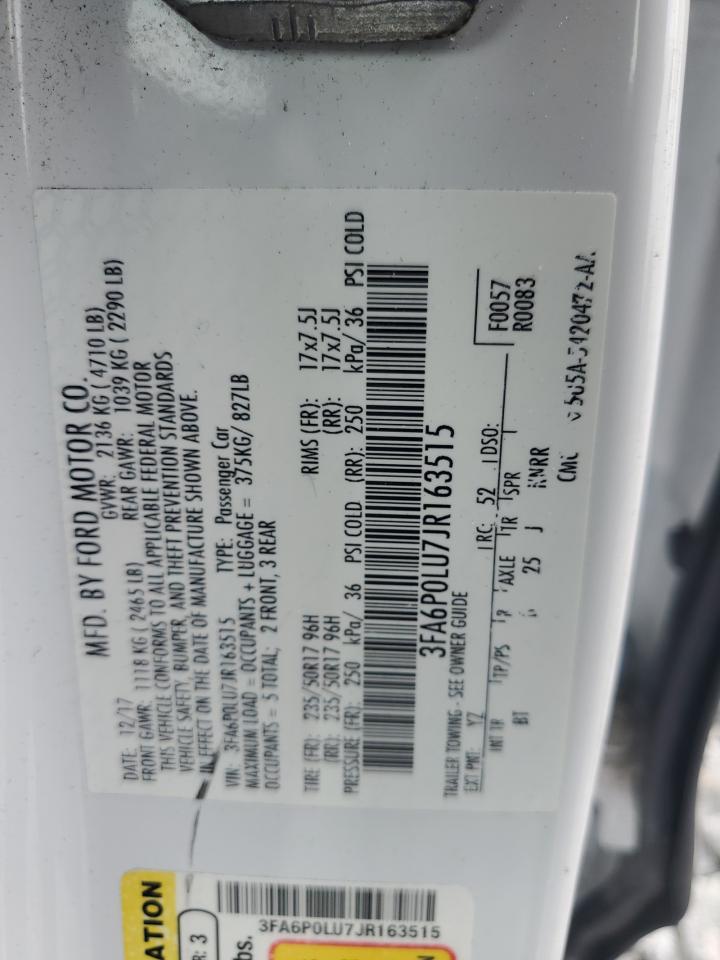 MFD. BY FORD MOTOR CO.
DATE: 12/17 GVWR: 2136 KG ( 4710 LB)
FRONT GAWR: 1118 KG ( 2465 LB) REAR GAWR: 1039 KG ( 2290 LB)
THIS VEHICLE CONFORMS TO ALL APPLICABLE FEDERAL MOTOR
VEHICLE SAFETY, BUMPER, AND THEFT PREVENTION STANDARDS
IN EFFECT ON THE DATE OF MANUFACTURE SHOWN ABOVE.
VIN: 3FA6P0LU7JR163515 TYPE: Passenger Car
MAXIMUM LOAD = OCCUPANTS + LUGGAGE = 375KG/ 827LB
OCCUPANTS = 5 TOTAL; 2 FRONT, 3 REAR
TIRE (FR): 235/50R17 96H RIMS (FR): 17x7.5J
(RR): 235/50R17 96H (RR): 17x7.5J
PRESSURE (FR): 250 kPa/ 36 PSI COLD (RR): 250 kPa/ 36 PSI COLD
3FA6P0LU7JR163515
TRAILER TOWING - SEE OWNER GUIDE
EXT PNT: YZ RC: 52 DSO: F0057
R0083
INT TR TP/PS R AXLE TR SPR
BT 25 J
ATION
R: 3
bs.
3FA6P0LU7JR163515